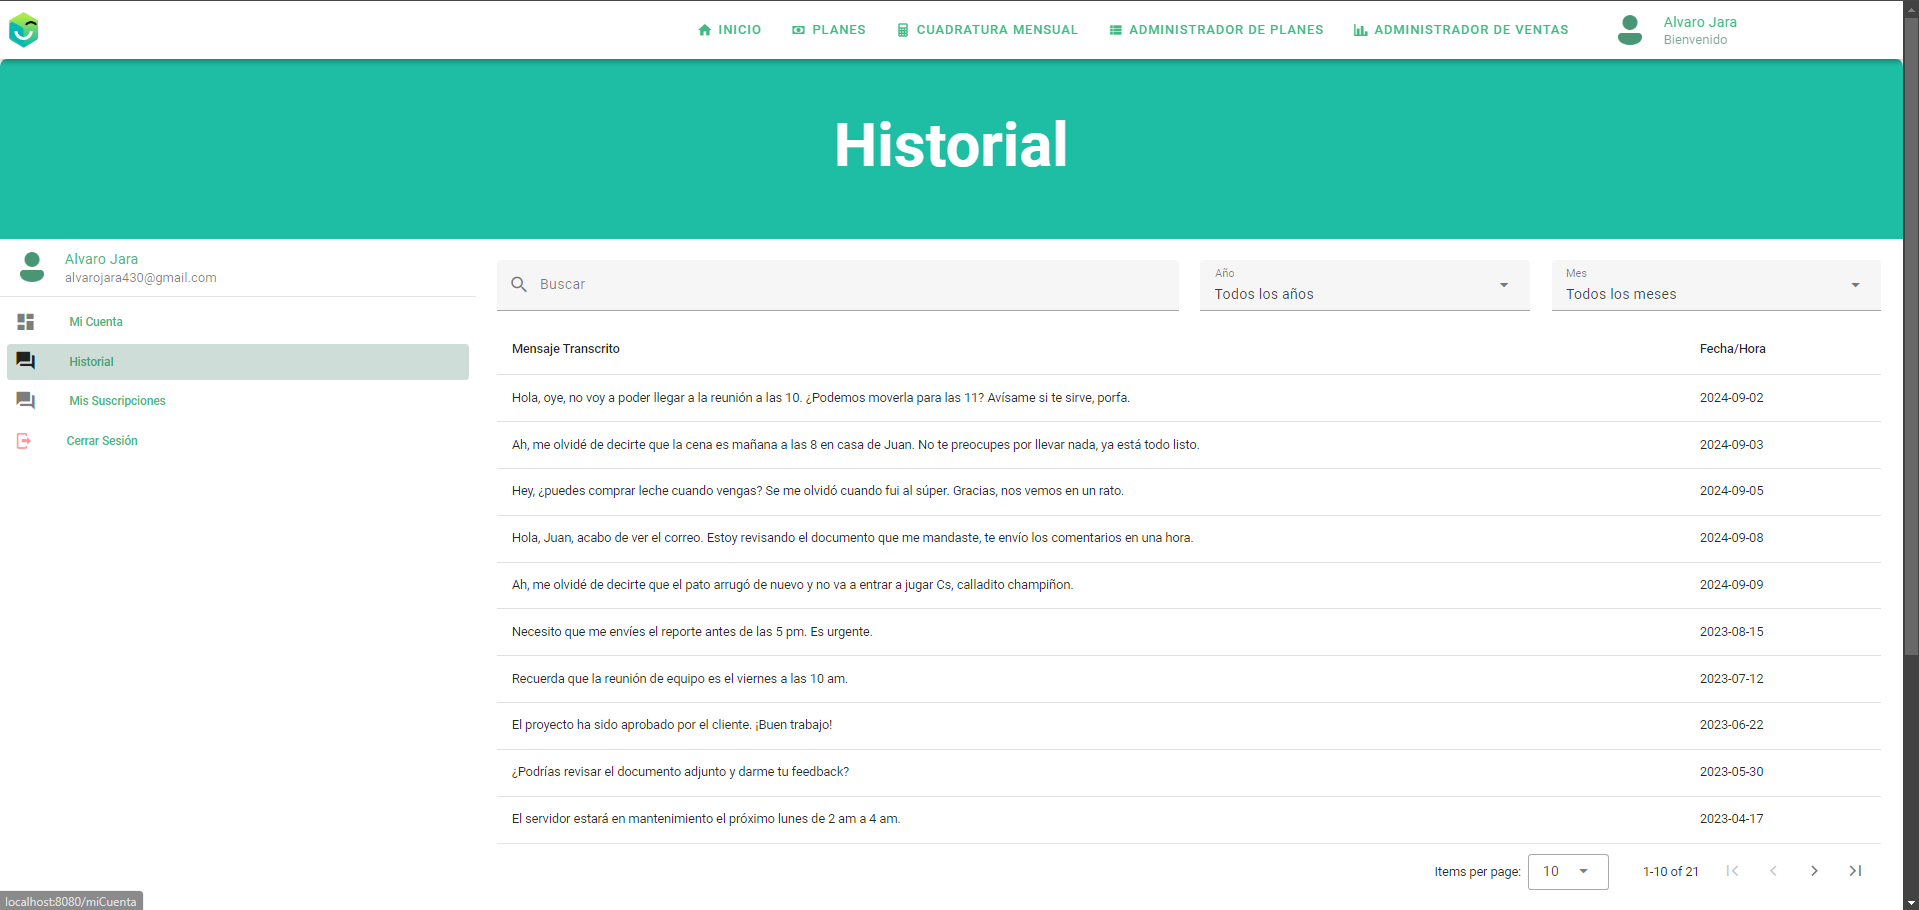 INICIO PLANES CUADRATURA MENSUAL ADMINISTRADOR DE PLANES ADMINISTRADOR DE VENTAS Alvaro Jara
Bienvenido
Historial
Alvaro Jara
alvarojara430@gmail.com
Mi Cuenta
Historial
Mis Suscripciones
Cerrar Sesión
Buscar
Año
Todos los años
Mes
Todos los meses
Mensaje Transcrito Fecha/Hora
Hola, oye, no voy a poder llegar a la reunión a las 10. ¿Podemos moverla para las 11? Avísame si te sirve, porfa. 2024-09-02
Ah, me olvidé de decirte que la cena es mañana a las 8 en casa de Juan. No te preocupes por llevar nada, ya está todo listo. 2024-09-03
Hey, ¿puedes comprar leche cuando vengas? Se me olvidó cuando fui al súper. Gracias, nos vemos en un rato. 2024-09-05
Hola, Juan, acabo de ver el correo. Estoy revisando el documento que me mandaste, te envío los comentarios en una hora. 2024-09-08
Ah, me olvidé de decirte que el pato arrugó de nuevo y no va a entrar a jugar Cs, calladito champiñon. 2024-09-09
Necesito que me envíes el reporte antes de las 5 pm. Es urgente. 2023-08-15
Recuerda que la reunión de equipo es el viernes a las 10 am. 2023-07-12
El proyecto ha sido aprobado por el cliente. ¡Buen trabajo! 2023-06-22
¿Podrías revisar el documento adjunto y darme tu feedback? 2023-05-30
El servidor estará en mantenimiento el próximo lunes de 2 am a 4 am. 2023-04-17
Items per page: 10 1-10 of 21
localhost:8080/miCuenta